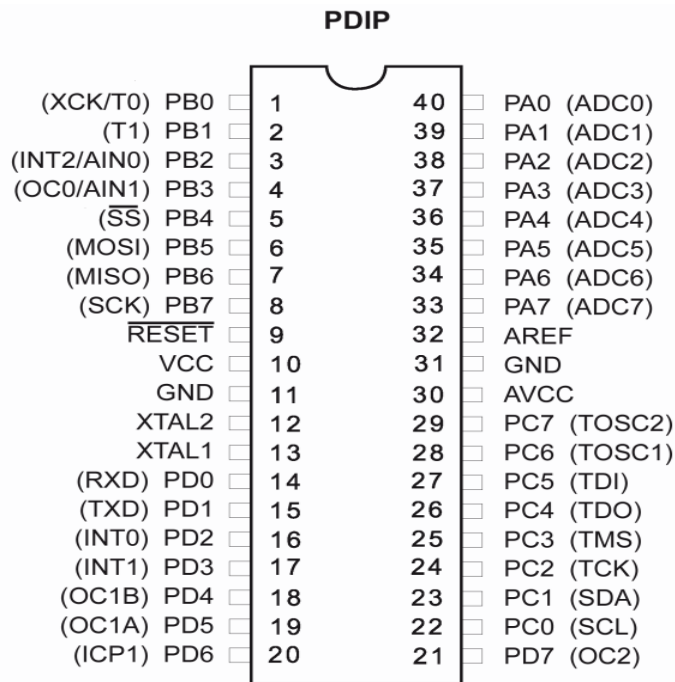 PDIP
(XCK/T0) PB0 1 40 PA0 (ADC0)
(T1) PB1 2 39 PA1 (ADC1)
(INT2/AIN0) PB2 3 38 PA2 (ADC2)
(OC0/AIN1) PB3 4 37 PA3 (ADC3)
(S̅S̅) PB4 5 36 PA4 (ADC4)
(MOSI) PB5 6 35 PA5 (ADC5)
(MISO) PB6 7 34 PA6 (ADC6)
(SCK) PB7 8 33 PA7 (ADC7)
R̅E̅S̅E̅T̅ 9 32 AREF
VCC 10 31 GND
GND 11 30 AVCC
XTAL2 12 29 PC7 (TOSC2)
XTAL1 13 28 PC6 (TOSC1)
(RXD) PD0 14 27 PC5 (TDI)
(TXD) PD1 15 26 PC4 (TDO)
(INT0) PD2 16 25 PC3 (TMS)
(INT1) PD3 17 24 PC2 (TCK)
(OC1B) PD4 18 23 PC1 (SDA)
(OC1A) PD5 19 22 PC0 (SCL)
(ICP1) PD6 20 21 PD7 (OC2)